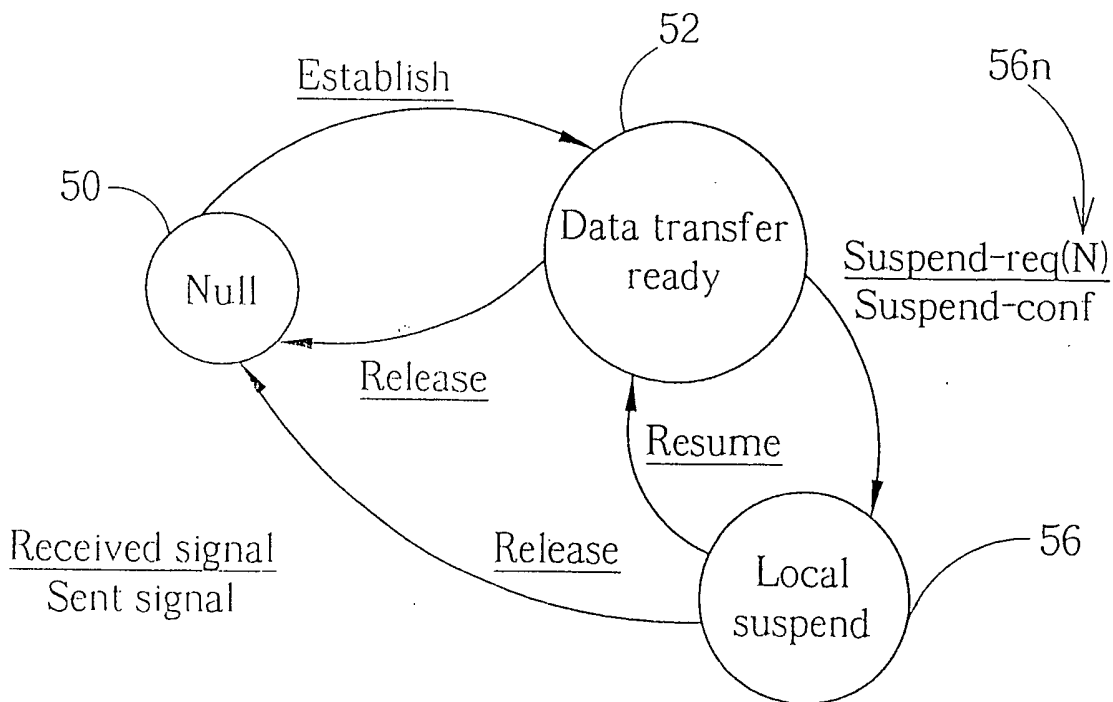 52
56n
Establish
50
Data transfer
ready
Suspend-req(N)
Suspend-conf
Null
Release
Resume
Received signal
Sent signal
Release
56
Local
suspend